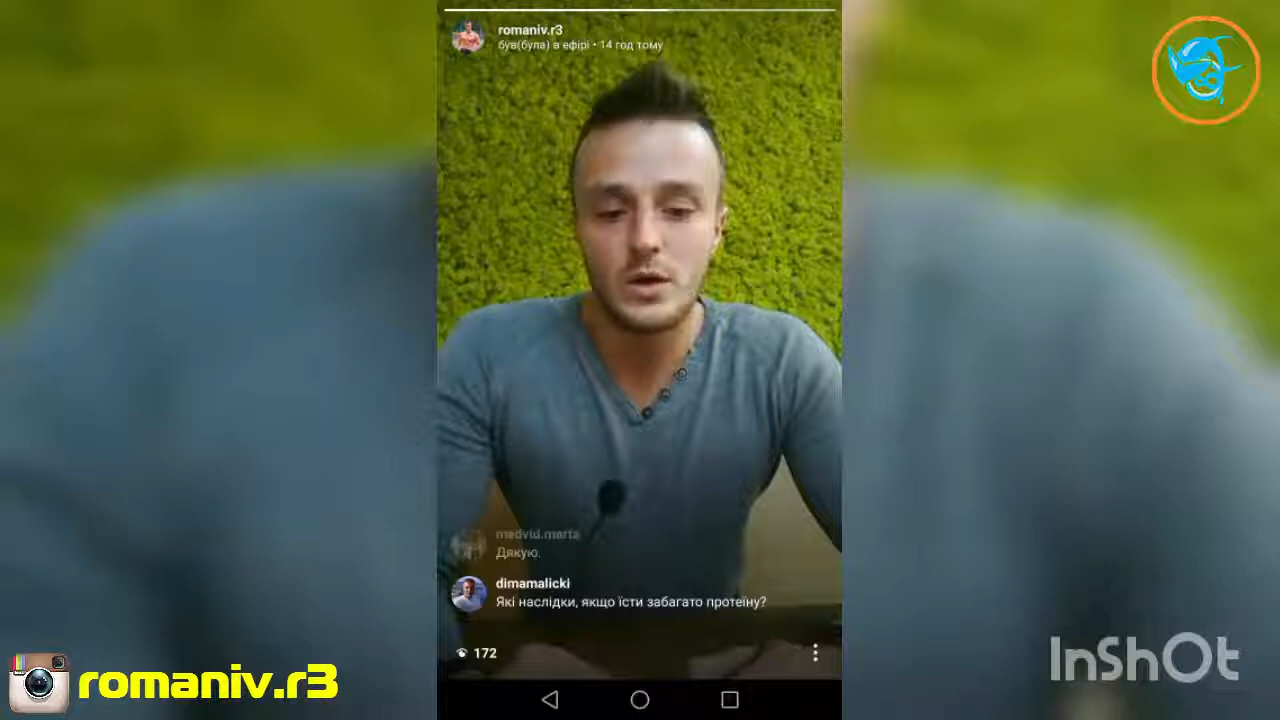 romaniv.r3
був(була) в ефірі • 14 год тому
medvid.marta
Дякую.
dimamalicki
Які наслідки, якщо їсти забагато протеїну?
172
romaniv.r3
InShOt